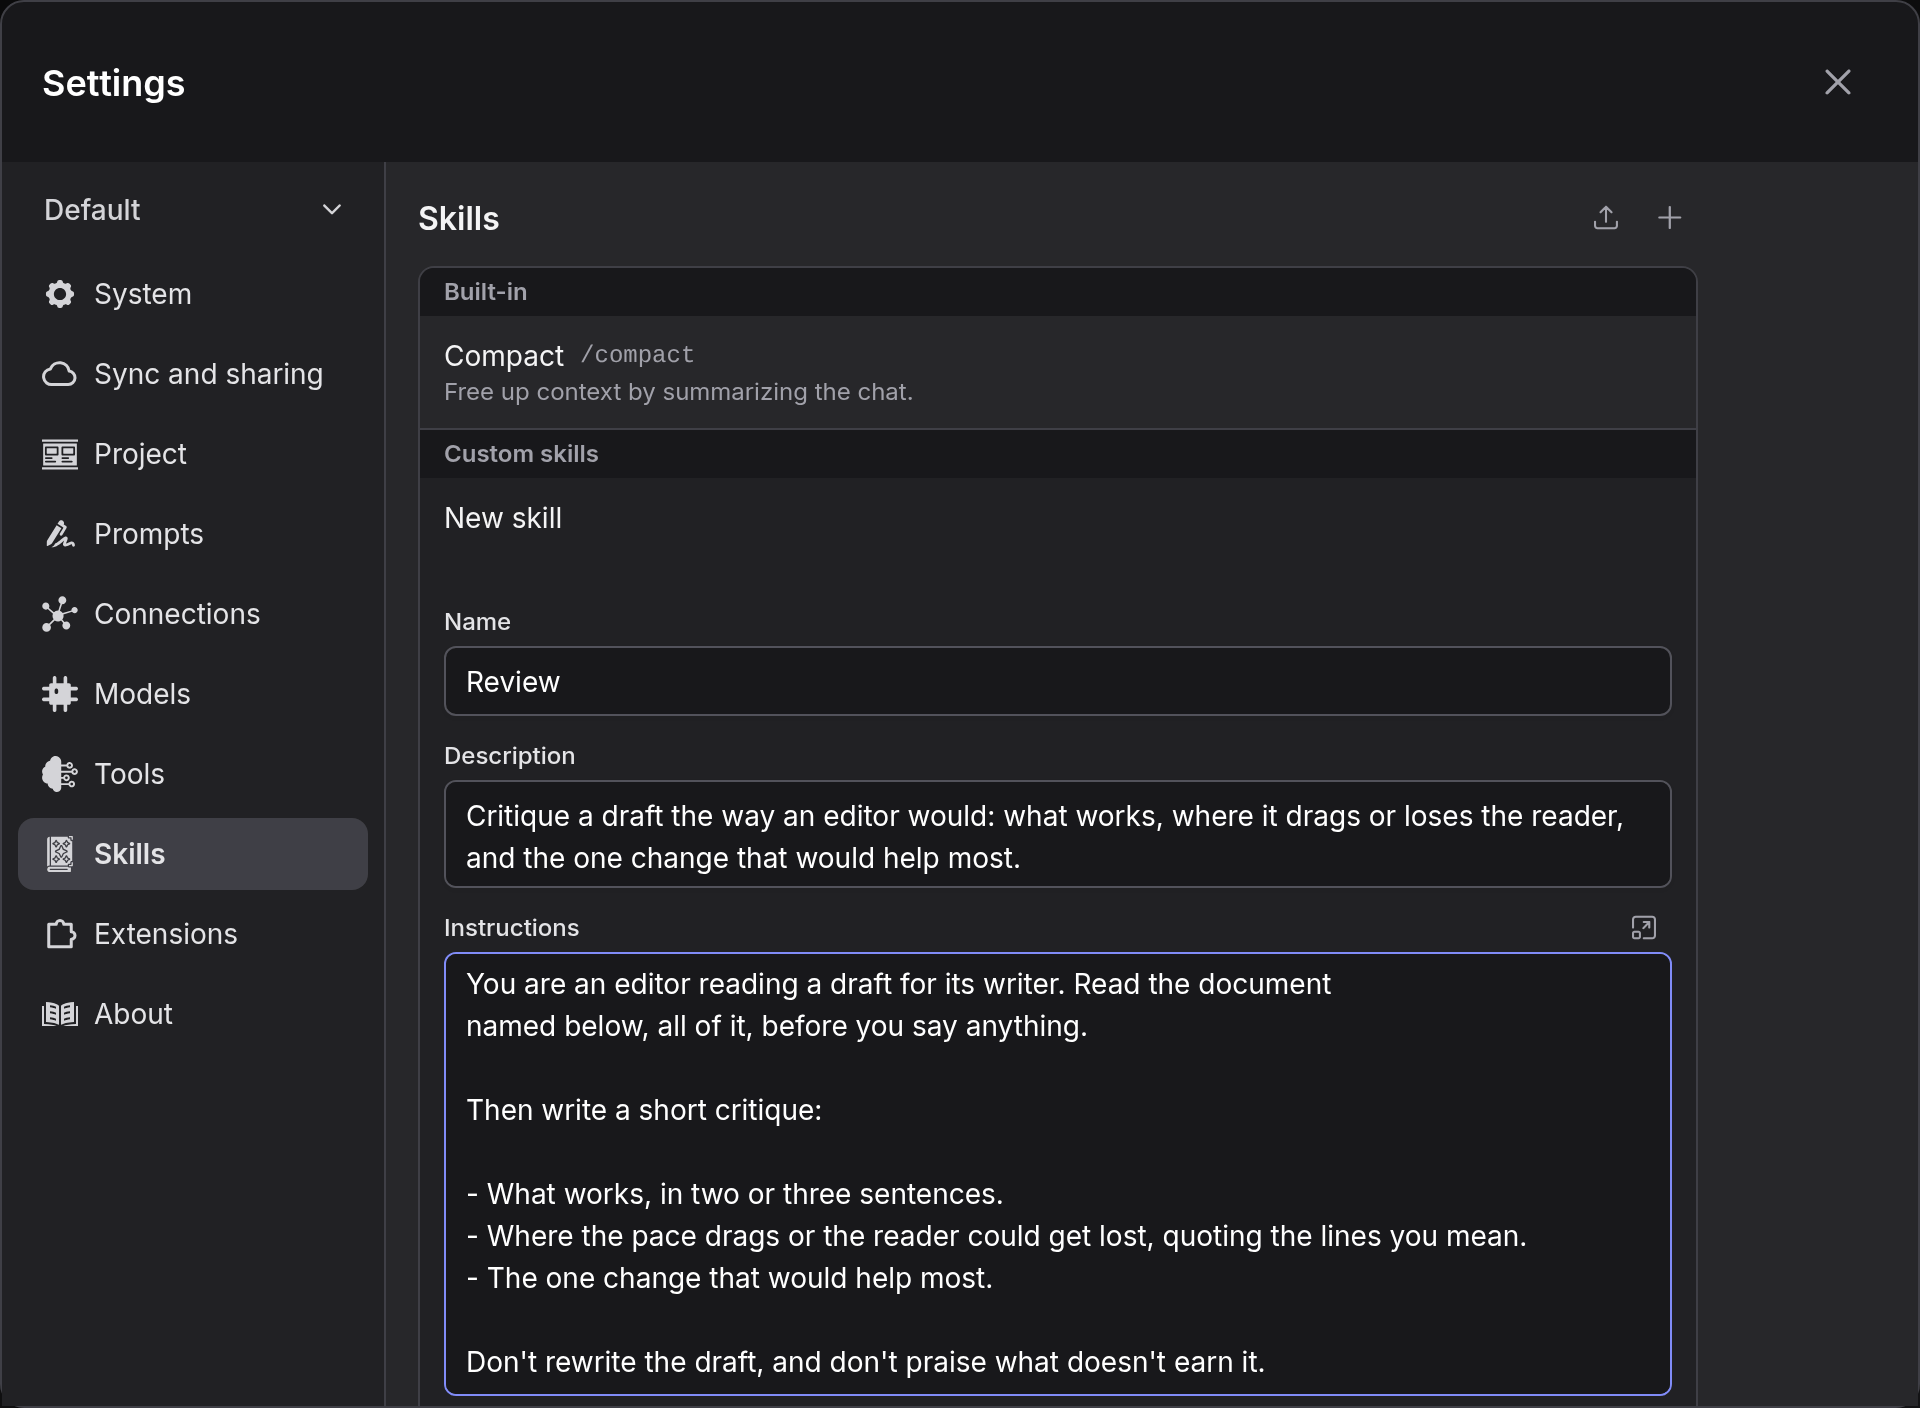 Settings
Default
System
Sync and sharing
Project
Prompts
Connections
Models
Tools
Skills
Extensions
About
Skills
Built-in
Compact /compact
Free up context by summarizing the chat.
Custom skills
New skill
Name
Review
Description
Critique a draft the way an editor would: what works, where it drags or loses the reader,
and the one change that would help most.
Instructions
You are an editor reading a draft for its writer. Read the document
named below, all of it, before you say anything.
Then write a short critique:
- What works, in two or three sentences.
- Where the pace drags or the reader could get lost, quoting the lines you mean.
- The one change that would help most.
Don't rewrite the draft, and don't praise what doesn't earn it.